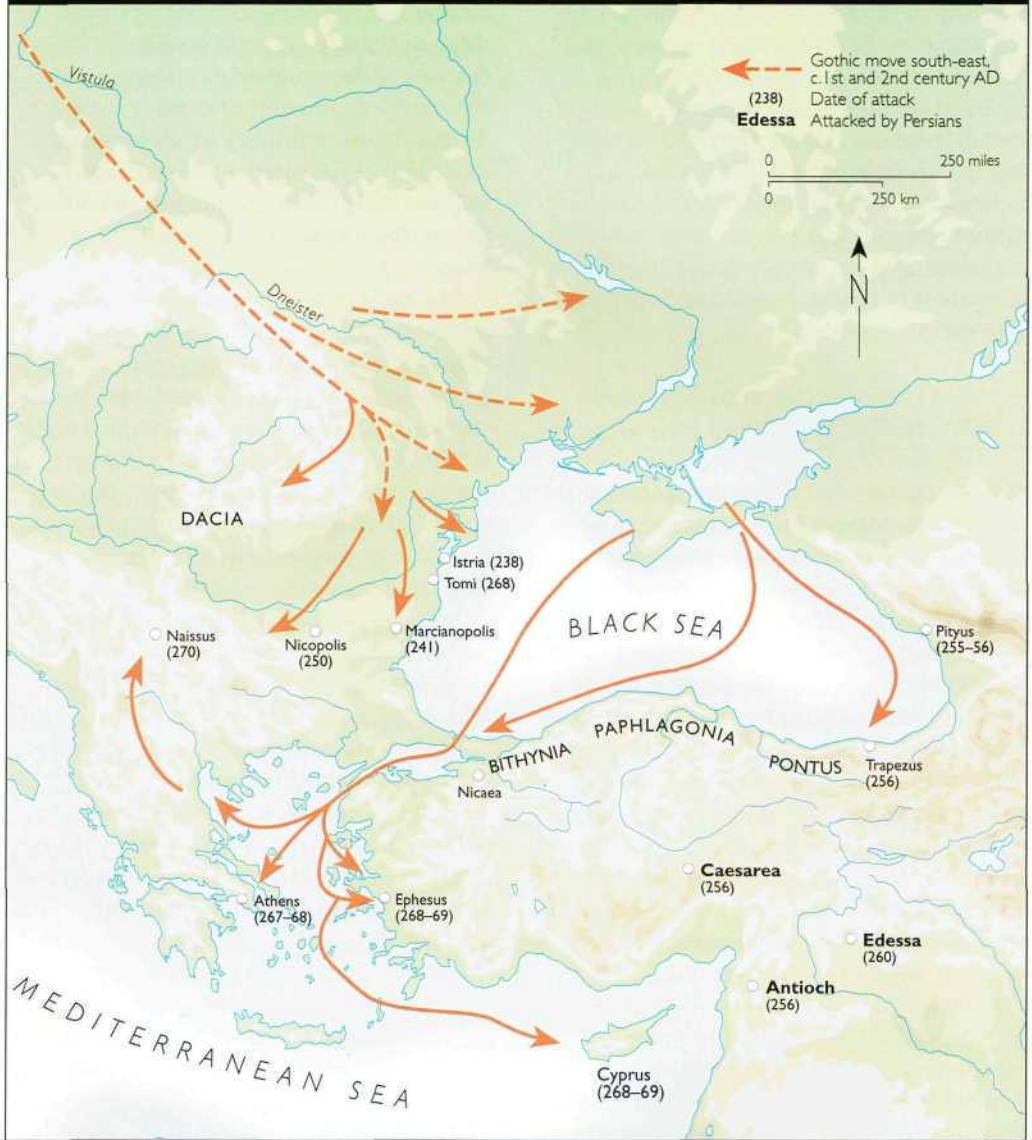 Vistula
Gothic move south-east,
c.1st and 2nd century AD
(238) Date of attack
Edessa Attacked by Persians
0 250 miles
0 250 km
N
Dneister
DACIA
Istria (238)
Tomi (268)
Naissus
(270)
Nicopolis
(250)
Marcianopolis
(241)
BLACK SEA
Pityus
(255–56)
BITHYNIA
PAPHLAGONIA
PONTUS
Trapezus
(256)
Nicaea
Caesarea
(256)
Athens
(267–68)
Ephesus
(268–69)
Edessa
(260)
Antioch
(256)
MEDITERRANEAN SEA
Cyprus
(268–69)